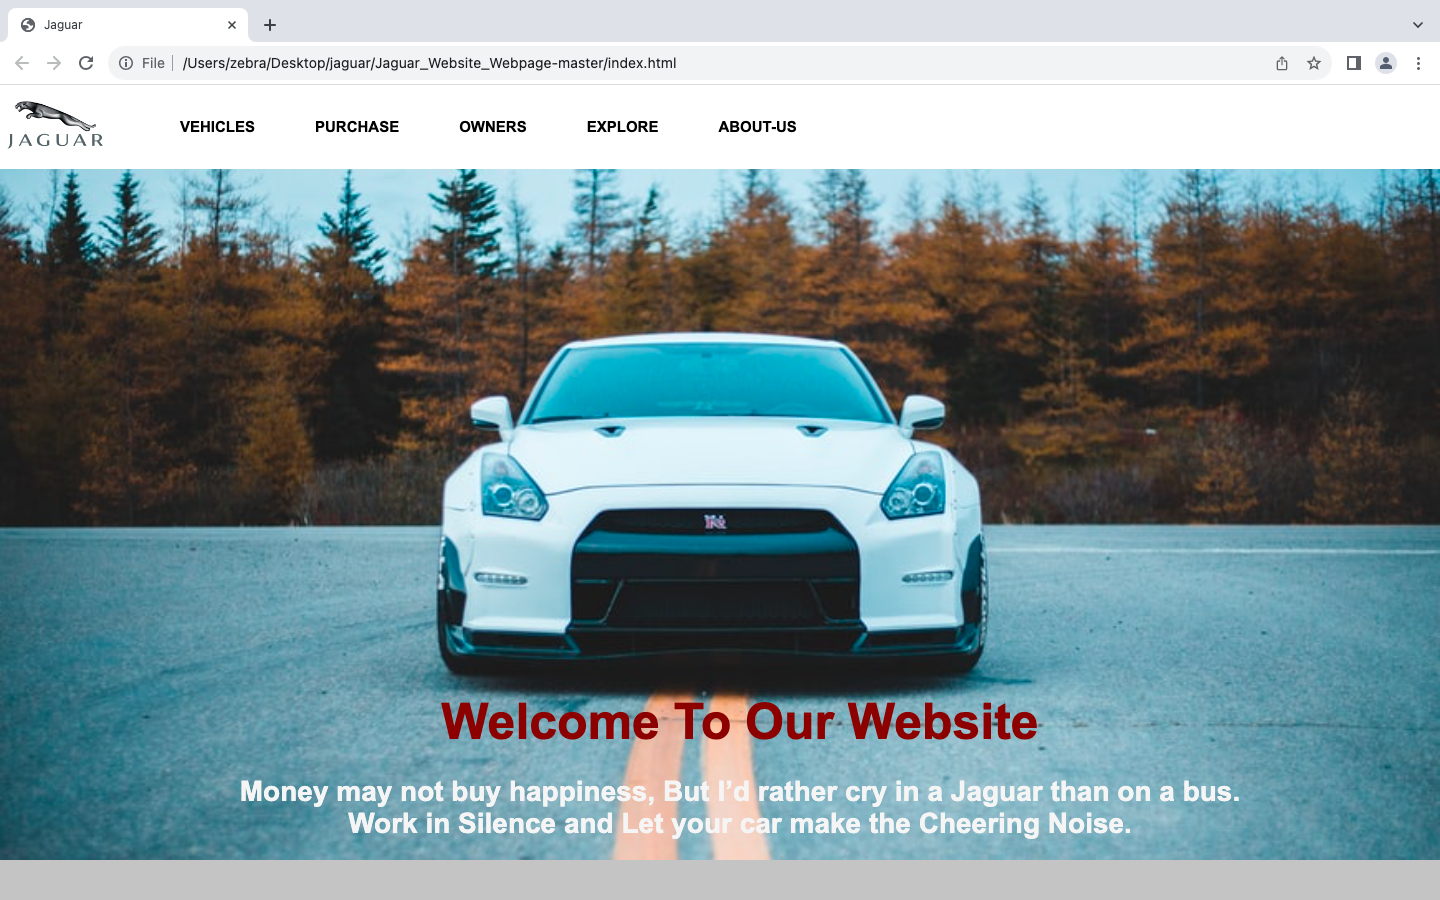 Jaguar
File
/Users/zebra/Desktop/jaguar/Jaguar_Website_Webpage-master/index.html
JAGUAR
VEHICLES PURCHASE OWNERS EXPLORE ABOUT-US
Welcome To Our Website
Money may not buy happiness, But I’d rather cry in a Jaguar than on a bus.
Work in Silence and Let your car make the Cheering Noise.